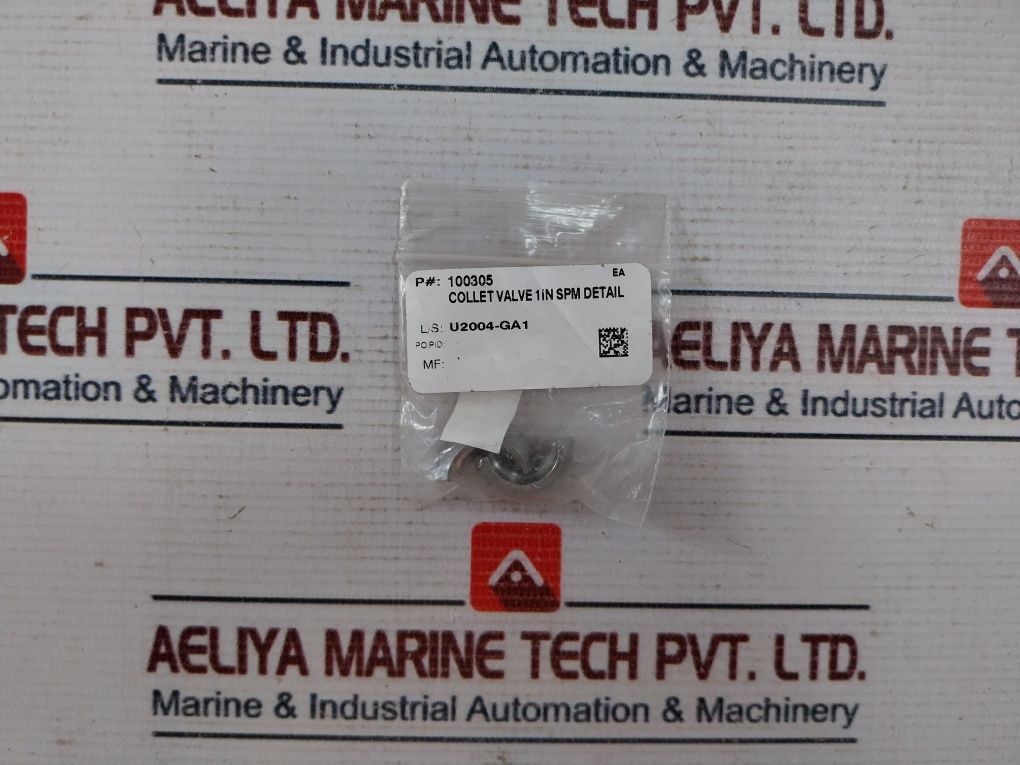 AELIYA MARINE TECH PVT. LTD.
Marine & Industrial Automation & Machinery
P#: 100305 EA
COLLET VALVE 1iN SPM DETAIL
L/S: U2004-GA1
PO.PID:
MF:
TECH PVT. LTD.
omation & Machinery
ELIYA MARINE T
Marine & Industrial Auto
AELIYA MARINE TECH PVT. LTD.
Marine & Industrial Automation & Machinery